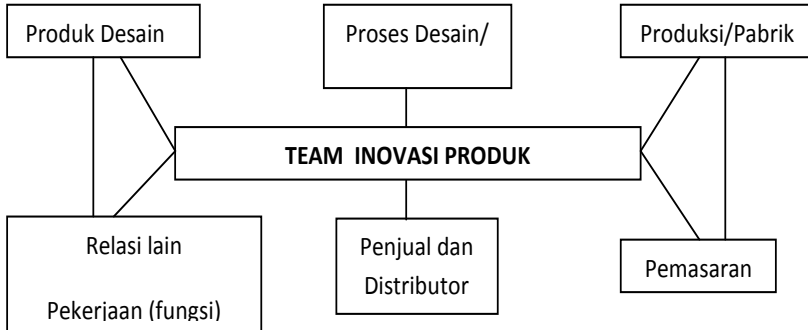 Produk Desain
Proses Desain/
Produksi/Pabrik
TEAM INOVASI PRODUK
Relasi lain
Pekerjaan (fungsi)
Penjual dan
Distributor
Pemasaran